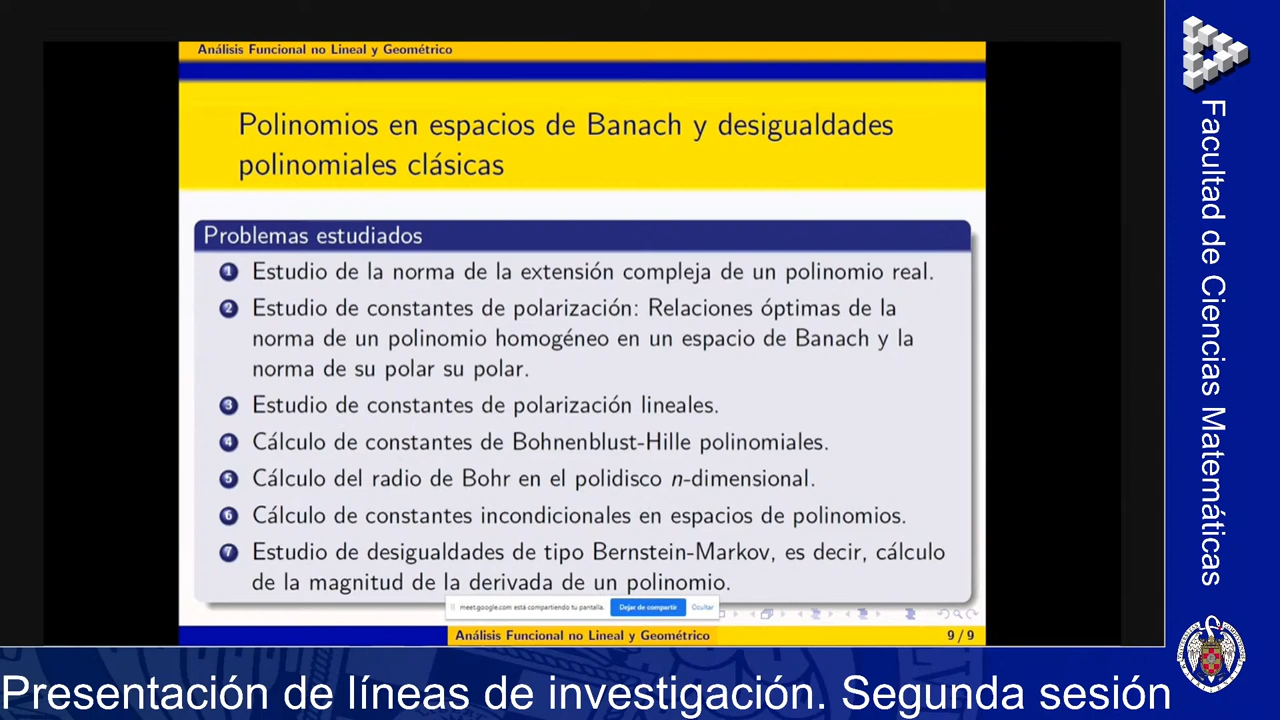 Análisis Funcional no Lineal y Geométrico
Polinomios en espacios de Banach y desigualdades
polinomiales clásicas
Problemas estudiados
1 Estudio de la norma de la extensión compleja de un polinomio real.
2 Estudio de constantes de polarización: Relaciones óptimas de la
norma de un polinomio homogéneo en un espacio de Banach y la
norma de su polar su polar.
3 Estudio de constantes de polarización lineales.
4 Cálculo de constantes de Bohnenblust-Hille polinomiales.
5 Cálculo del radio de Bohr en el polidisco n-dimensional.
6 Cálculo de constantes incondicionales en espacios de polinomios.
7 Estudio de desigualdades de tipo Bernstein-Markov, es decir, cálculo
de la magnitud de la derivada de un polinomio.
meet.google.com está compartiendo tu pantalla. Dejar de compartir Ocultar
Análisis Funcional no Lineal y Geométrico 9 / 9
Facultad de Ciencias Matemáticas
Presentación de líneas de investigación. Segunda sesión